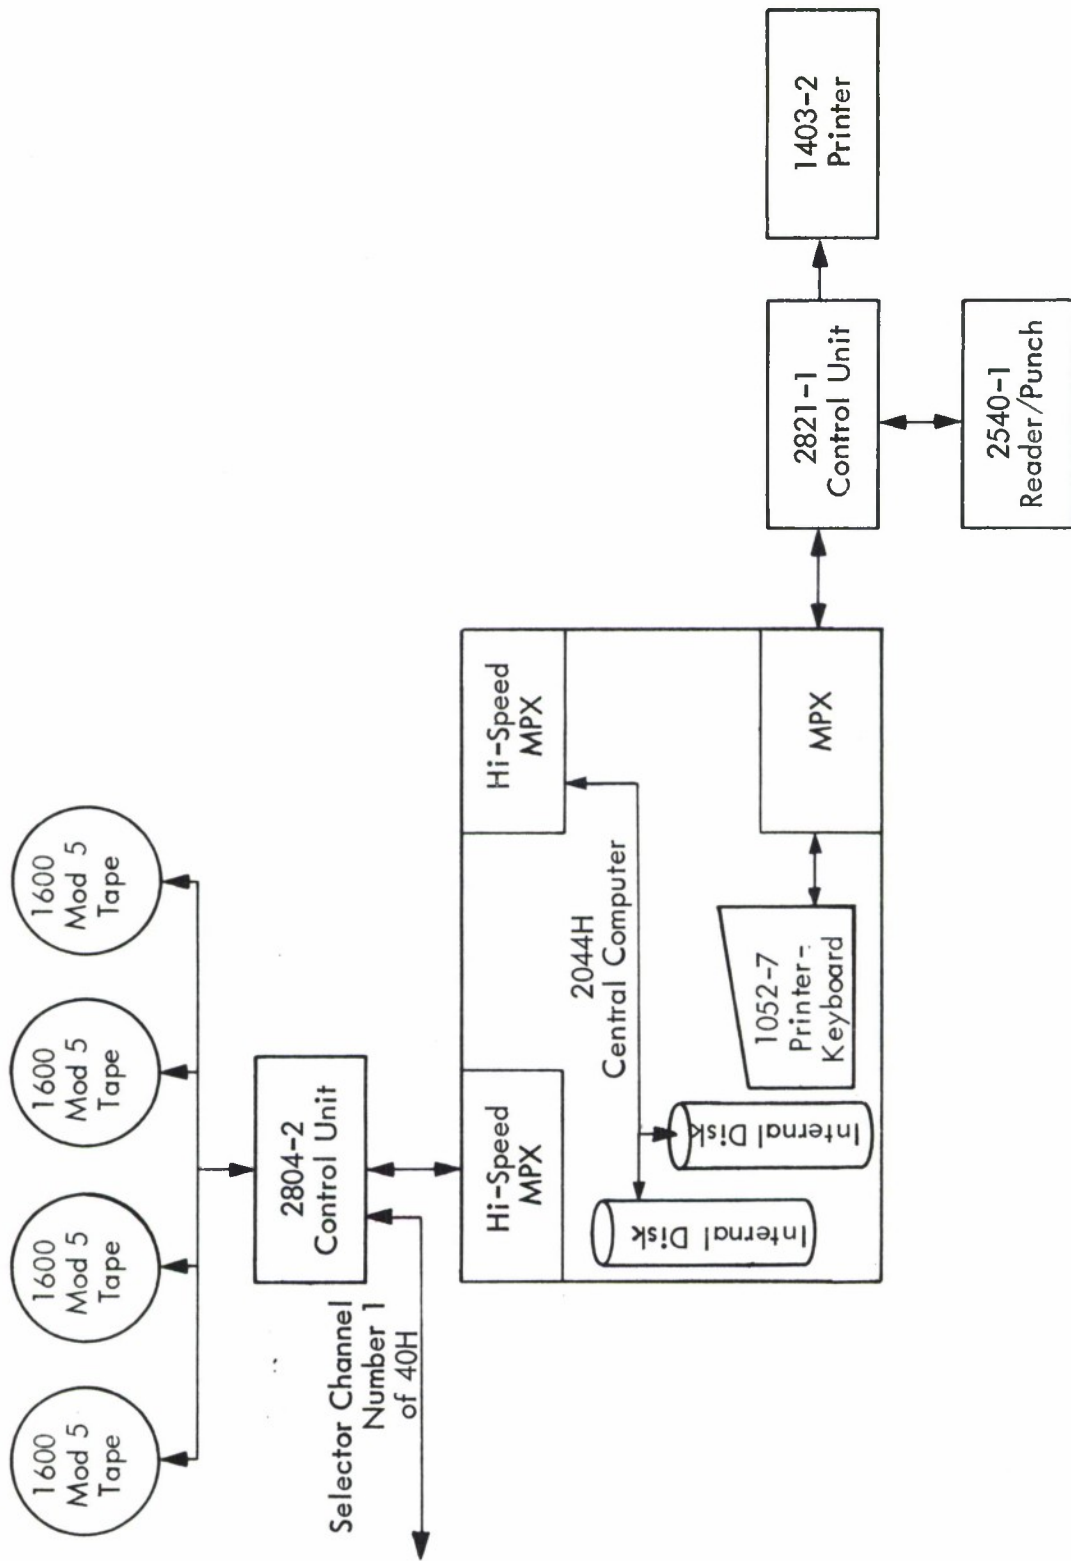 1600
Mod 5
Tape
1600
Mod 5
Tape
1600
Mod 5
Tape
1600
Mod 5
Tape
2804-2
Control Unit
Selector Channel
Number 1
of 40H
Hi-Speed
MPX
Hi-Speed
MPX
2044H
Central Computer
Internal Disk
Internal Disk
1052-7
Printer-
Keyboard
MPX
2821-1
Control Unit
1403-2
Printer
2540-1
Reader/Punch